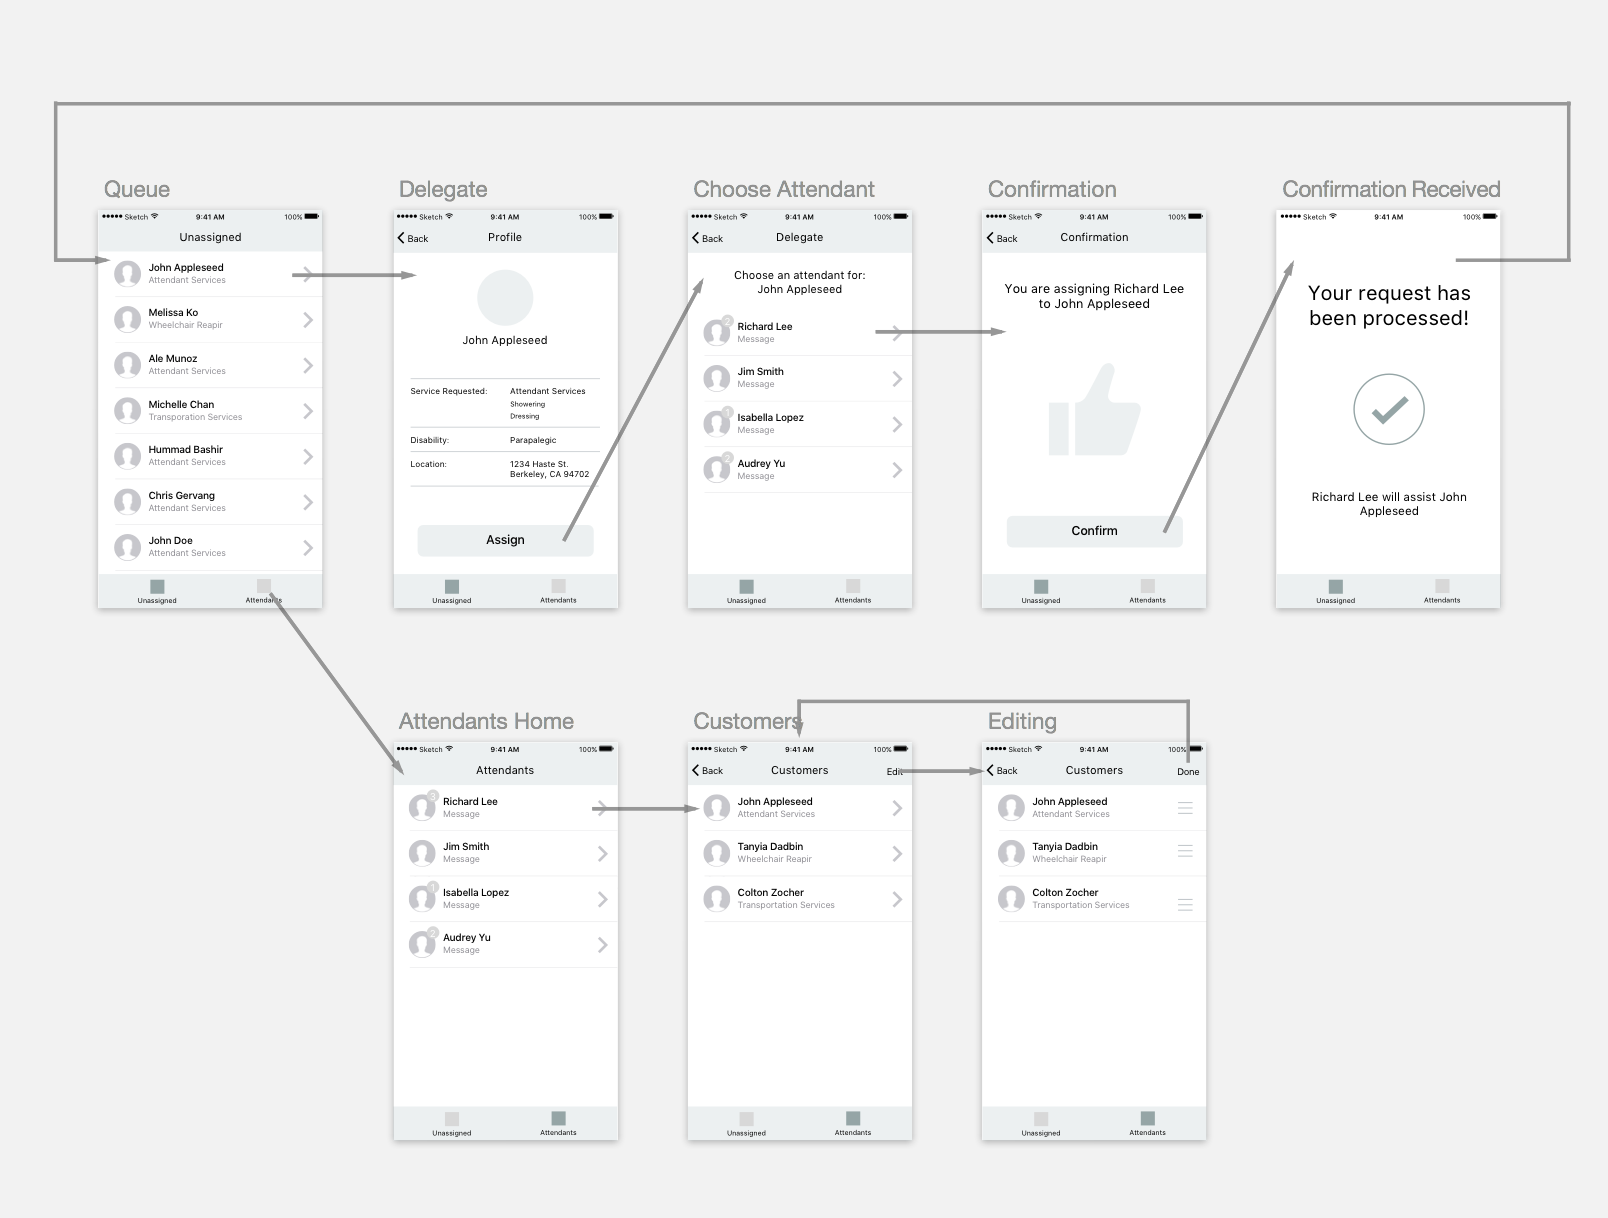 Queue
Sketch 9:41 AM 100%
Unassigned
John Appleseed
Attendant Services
Melissa Ko
Wheelchair Reapir
Ale Munoz
Attendant Services
Michelle Chan
Transporation Services
Hummad Bashir
Attendant Services
Chris Gervang
Attendant Services
John Doe
Attendant Services
Unassigned Attendants
Delegate
Sketch 9:41 AM 100%
Back Profile
John Appleseed
Service Requested: Attendant Services
Showering
Dressing
Disability: Parapalegic
Location: 1234 Haste St.
Berkeley, CA 94702
Assign
Unassigned Attendants
Choose Attendant
Sketch 9:41 AM 100%
Back Delegate
Choose an attendant for:
John Appleseed
2
Richard Lee
Message
Jim Smith
Message
1
Isabella Lopez
Message
2
Audrey Yu
Message
Unassigned Attendants
Confirmation
Sketch 9:41 AM 100%
Back Confirmation
You are assigning Richard Lee
to John Appleseed
Confirm
Unassigned Attendants
Confirmation Received
Sketch 9:41 AM 100%
Your request has
been processed!
Richard Lee will assist John
Appleseed
Unassigned Attendants
Attendants Home
Sketch 9:41 AM 100%
Attendants
3
Richard Lee
Message
Jim Smith
Message
1
Isabella Lopez
Message
2
Audrey Yu
Message
Unassigned Attendants
Customers
Sketch 9:41 AM 100%
Back Customers Edit
John Appleseed
Attendant Services
Tanyia Dadbin
Wheelchair Reapir
Colton Zocher
Transportation Services
Unassigned Attendants
Editing
Sketch 9:41 AM 100%
Back Customers Done
John Appleseed
Attendant Services
Tanyia Dadbin
Wheelchair Reapir
Colton Zocher
Transportation Services
Unassigned Attendants